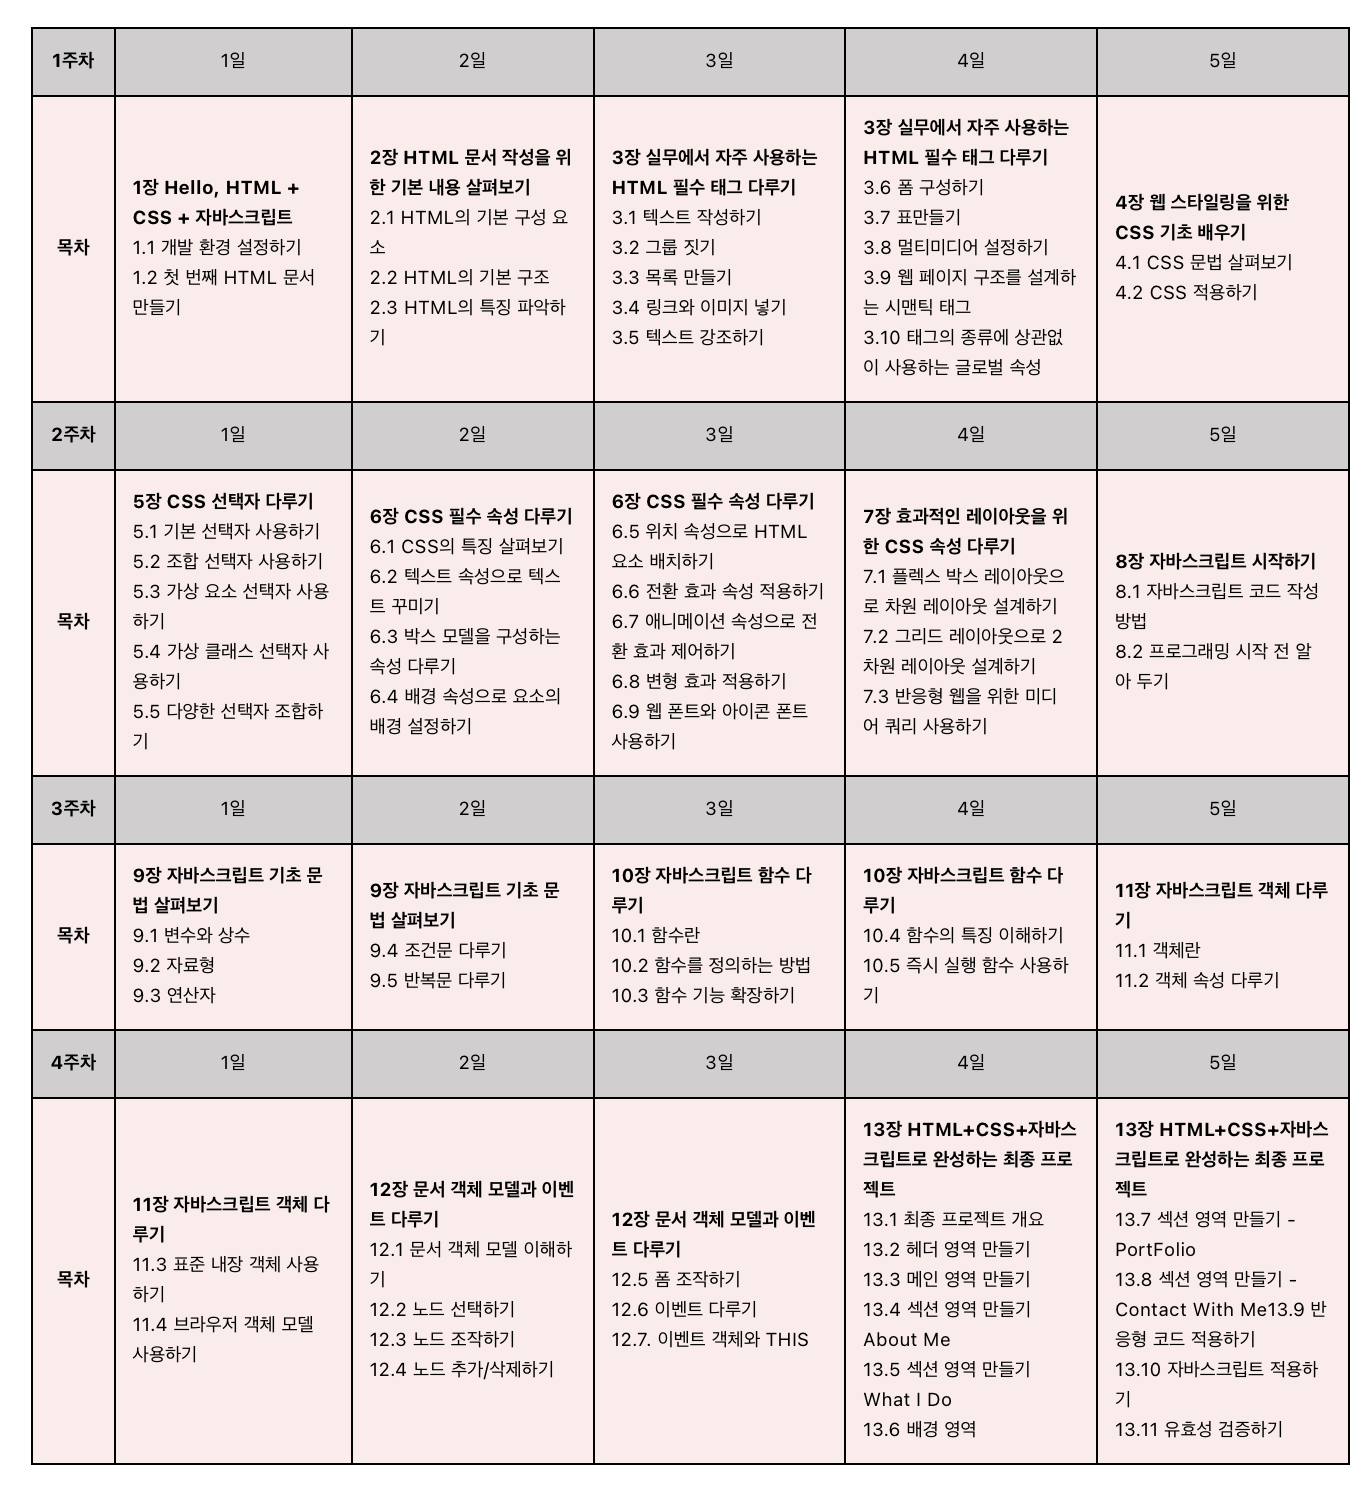 1주차
1일
2일
3일
4일
5일
목차
1장 Hello, HTML +
CSS + 자바스크립트
1.1 개발 환경 설정하기
1.2 첫 번째 HTML 문서
만들기
2장 HTML 문서 작성을 위
한 기본 내용 살펴보기
2.1 HTML의 기본 구성 요
소
2.2 HTML의 기본 구조
2.3 HTML의 특징 파악하
기
3장 실무에서 자주 사용하는
HTML 필수 태그 다루기
3.1 텍스트 작성하기
3.2 그룹 짓기
3.3 목록 만들기
3.4 링크와 이미지 넣기
3.5 텍스트 강조하기
3장 실무에서 자주 사용하는
HTML 필수 태그 다루기
3.6 폼 구성하기
3.7 표만들기
3.8 멀티미디어 설정하기
3.9 웹 페이지 구조를 설계하
는 시맨틱 태그
3.10 태그의 종류에 상관없
이 사용하는 글로벌 속성
4장 웹 스타일링을 위한
CSS 기초 배우기
4.1 CSS 문법 살펴보기
4.2 CSS 적용하기
2주차
1일
2일
3일
4일
5일
목차
5장 CSS 선택자 다루기
5.1 기본 선택자 사용하기
5.2 조합 선택자 사용하기
5.3 가상 요소 선택자 사용
하기
5.4 가상 클래스 선택자 사
용하기
5.5 다양한 선택자 조합하
기
6장 CSS 필수 속성 다루기
6.1 CSS의 특징 살펴보기
6.2 텍스트 속성으로 텍스
트 꾸미기
6.3 박스 모델을 구성하는
속성 다루기
6.4 배경 속성으로 요소의
배경 설정하기
6장 CSS 필수 속성 다루기
6.5 위치 속성으로 HTML
요소 배치하기
6.6 전환 효과 속성 적용하기
6.7 애니메이션 속성으로 전
환 효과 제어하기
6.8 변형 효과 적용하기
6.9 웹 폰트와 아이콘 폰트
사용하기
7장 효과적인 레이아웃을 위
한 CSS 속성 다루기
7.1 플렉스 박스 레이아웃으
로 차원 레이아웃 설계하기
7.2 그리드 레이아웃으로 2
차원 레이아웃 설계하기
7.3 반응형 웹을 위한 미디
어 쿼리 사용하기
8장 자바스크립트 시작하기
8.1 자바스크립트 코드 작성
방법
8.2 프로그래밍 시작 전 알
아 두기
3주차
1일
2일
3일
4일
5일
목차
9장 자바스크립트 기초 문
법 살펴보기
9.1 변수와 상수
9.2 자료형
9.3 연산자
9장 자바스크립트 기초 문
법 살펴보기
9.4 조건문 다루기
9.5 반복문 다루기
10장 자바스크립트 함수 다
루기
10.1 함수란
10.2 함수를 정의하는 방법
10.3 함수 기능 확장하기
10장 자바스크립트 함수 다
루기
10.4 함수의 특징 이해하기
10.5 즉시 실행 함수 사용하
기
11장 자바스크립트 객체 다루
기
11.1 객체란
11.2 객체 속성 다루기
4주차
1일
2일
3일
4일
5일
목차
11장 자바스크립트 객체 다
루기
11.3 표준 내장 객체 사용
하기
11.4 브라우저 객체 모델
사용하기
12장 문서 객체 모델과 이벤
트 다루기
12.1 문서 객체 모델 이해하
기
12.2 노드 선택하기
12.3 노드 조작하기
12.4 노드 추가/삭제하기
12장 문서 객체 모델과 이벤
트 다루기
12.5 폼 조작하기
12.6 이벤트 다루기
12.7. 이벤트 객체와 THIS
13장 HTML+CSS+자바스
크립트로 완성하는 최종 프로
젝트
13.1 최종 프로젝트 개요
13.2 헤더 영역 만들기
13.3 메인 영역 만들기
13.4 섹션 영역 만들기
About Me
13.5 섹션 영역 만들기
What I Do
13.6 배경 영역
13장 HTML+CSS+자바스
크립트로 완성하는 최종 프로
젝트
13.7 섹션 영역 만들기 -
PortFolio
13.8 섹션 영역 만들기 -
Contact With Me13.9 반
응형 코드 적용하기
13.10 자바스크립트 적용하
기
13.11 유효성 검증하기